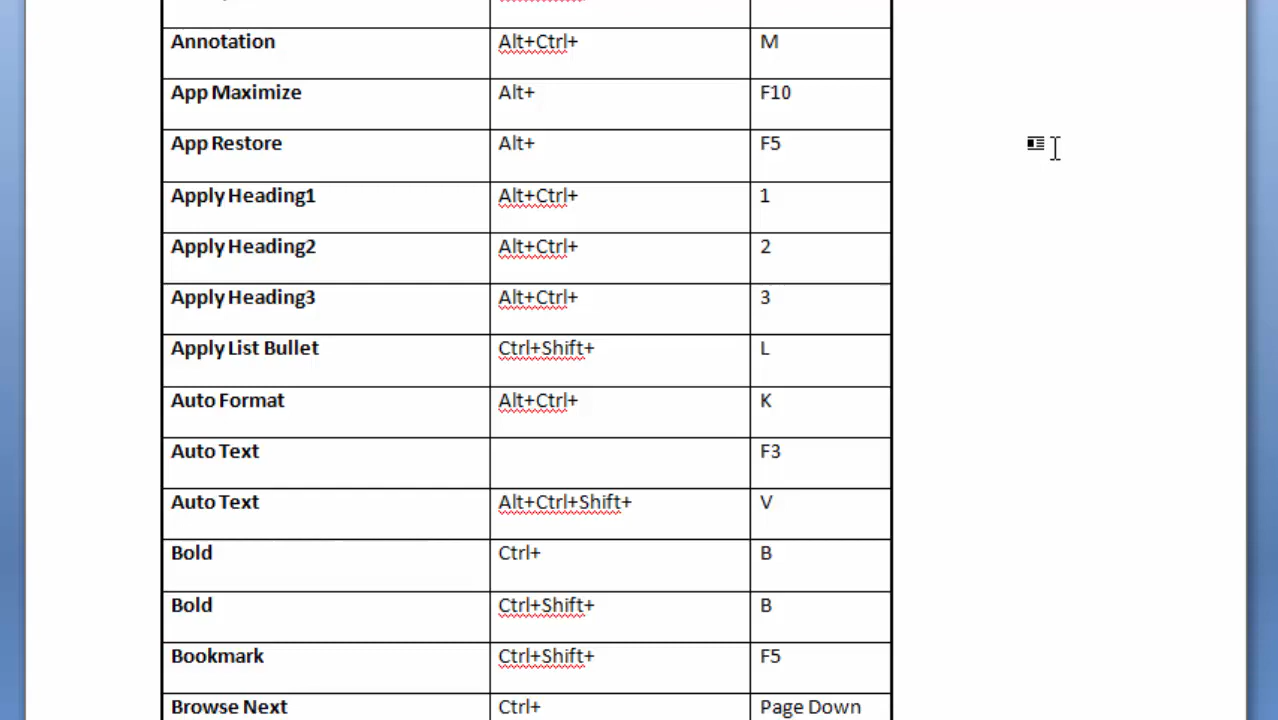 Annotation Alt+Ctrl+ M
App Maximize Alt+ F10
App Restore Alt+ F5
Apply Heading1 Alt+Ctrl+ 1
Apply Heading2 Alt+Ctrl+ 2
Apply Heading3 Alt+Ctrl+ 3
Apply List Bullet Ctrl+Shift+ L
Auto Format Alt+Ctrl+ K
Auto Text F3
Auto Text Alt+Ctrl+Shift+ V
Bold Ctrl+ B
Bold Ctrl+Shift+ B
Bookmark Ctrl+Shift+ F5
Browse Next Ctrl+ Page Down